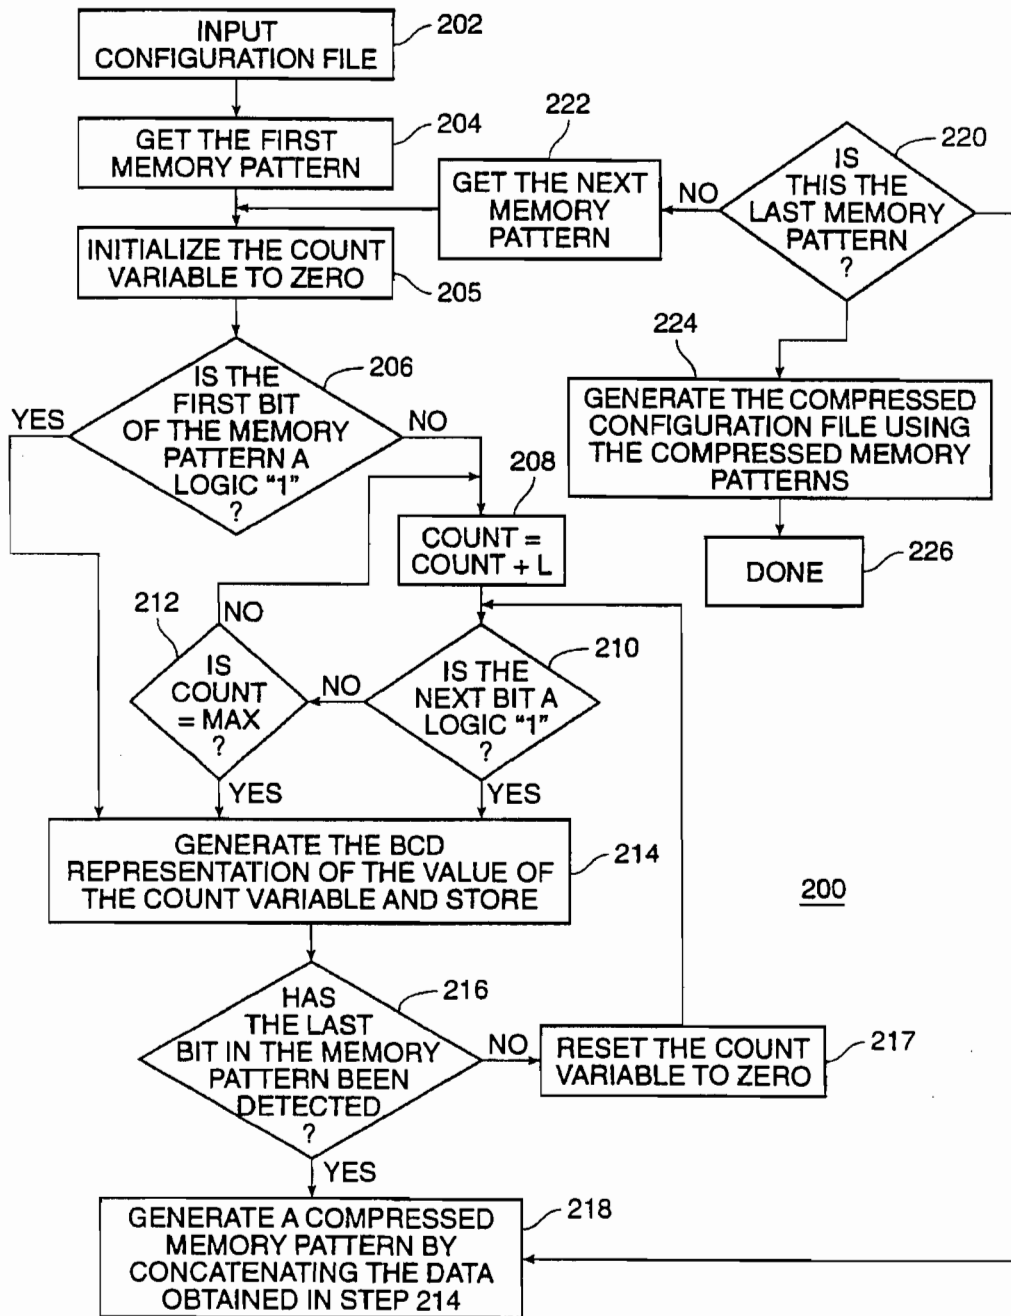 INPUT
CONFIGURATION FILE
202
GET THE FIRST
MEMORY PATTERN
204
222
GET THE NEXT
MEMORY
PATTERN
NO
IS
THIS THE
LAST MEMORY
PATTERN
?
220
INITIALIZE THE COUNT
VARIABLE TO ZERO
205
224
GENERATE THE COMPRESSED
CONFIGURATION FILE USING
THE COMPRESSED MEMORY
PATTERNS
YES
IS THE
FIRST BIT
OF THE MEMORY
PATTERN A
LOGIC "1"
?
206
NO
208
COUNT =
COUNT + L
DONE
226
212
NO
IS
COUNT
= MAX
?
NO
IS THE
NEXT BIT A
LOGIC "1"
?
210
YES
YES
GENERATE THE BCD
REPRESENTATION OF THE VALUE OF
THE COUNT VARIABLE AND STORE
214
200
HAS
THE LAST
BIT IN THE MEMORY
PATTERN BEEN
DETECTED
?
216
NO
RESET THE COUNT
VARIABLE TO ZERO
217
YES
GENERATE A COMPRESSED
MEMORY PATTERN BY
CONCATENATING THE DATA
OBTAINED IN STEP 214
218